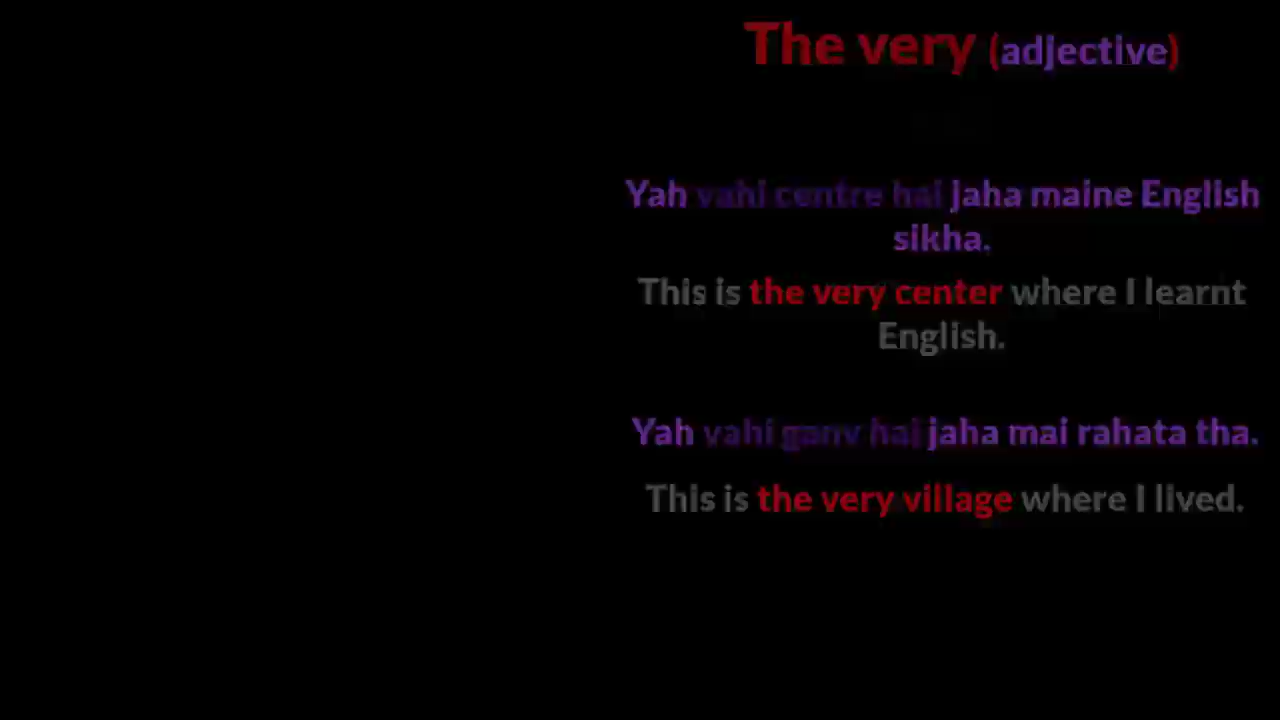 The very (adjective)
Yah vahi centre hai jaha maine English
sikha.
This is the very center where I learnt
English.
Yah vahi ganv hai jaha mai rahata tha.
This is the very village where I lived.